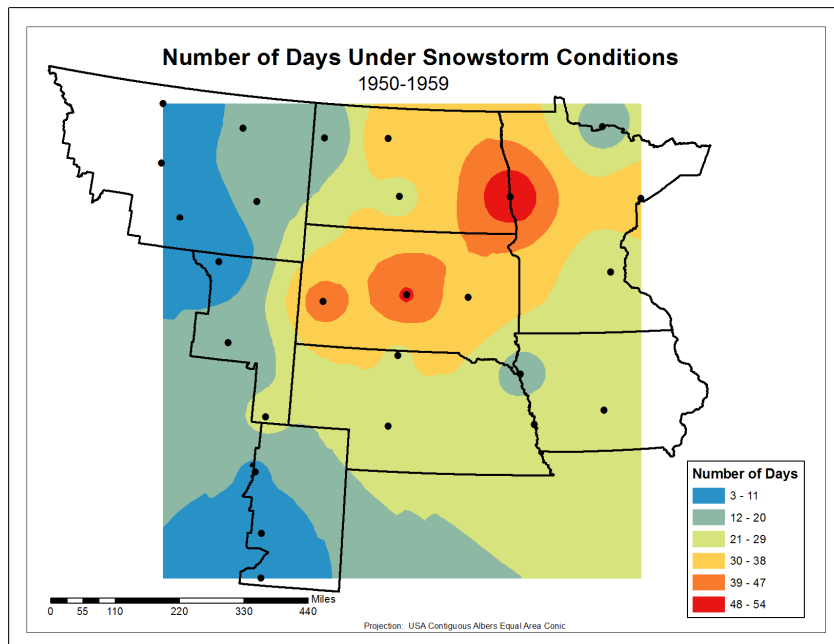 Number of Days Under Snowstorm Conditions
1950-1959
Number of Days
3 - 11
12 - 20
21 - 29
30 - 38
39 - 47
48 - 54
Miles
0 55 110 220 330 440
Projection: USA Contiguous Albers Equal Area Conic